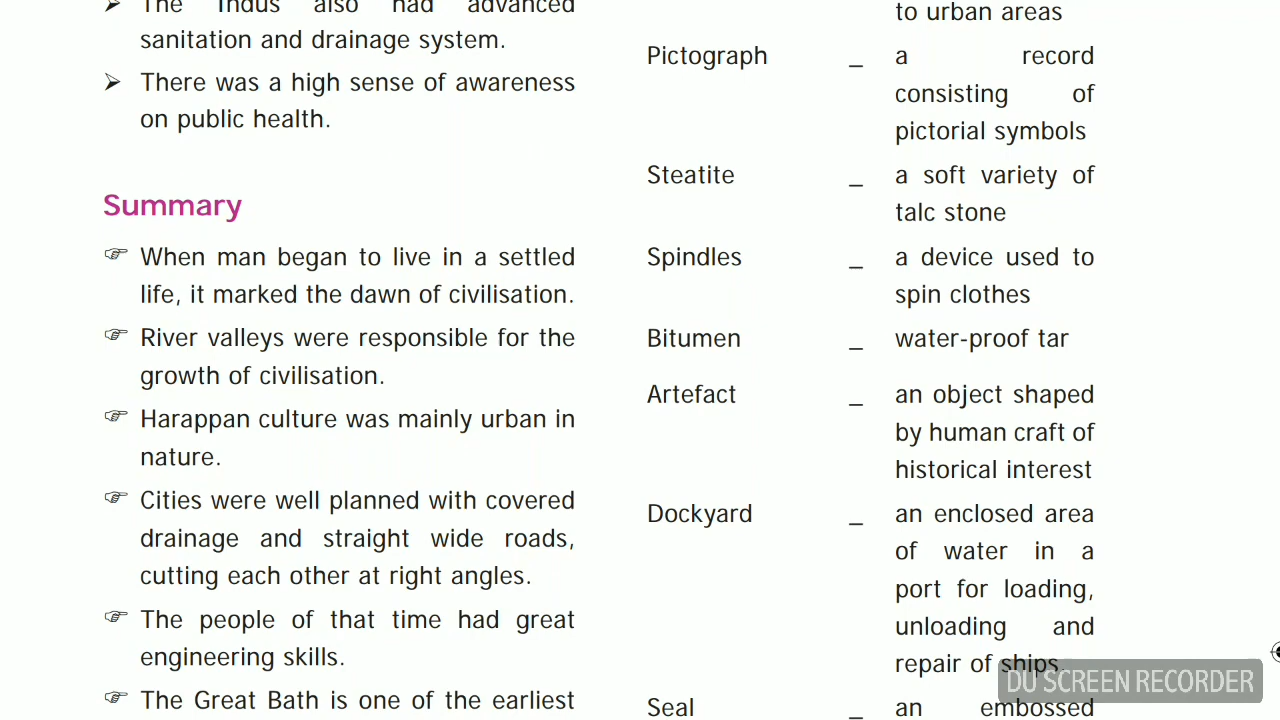 The Indus also had advanced
sanitation and drainage system.
There was a high sense of awareness
on public health.
Summary
When man began to live in a settled
life, it marked the dawn of civilisation.
River valleys were responsible for the
growth of civilisation.
Harappan culture was mainly urban in
nature.
Cities were well planned with covered
drainage and straight wide roads,
cutting each other at right angles.
The people of that time had great
engineering skills.
The Great Bath is one of the earliest
to urban areas
Pictograph _ a record
consisting of
pictorial symbols
Steatite _ a soft variety of
talc stone
Spindles _ a device used to
spin clothes
Bitumen _ water-proof tar
Artefact _ an object shaped
by human craft of
historical interest
Dockyard _ an enclosed area
of water in a
port for loading,
unloading and
repair of ships.
Seal _ an embossed
DU SCREEN RECORDER